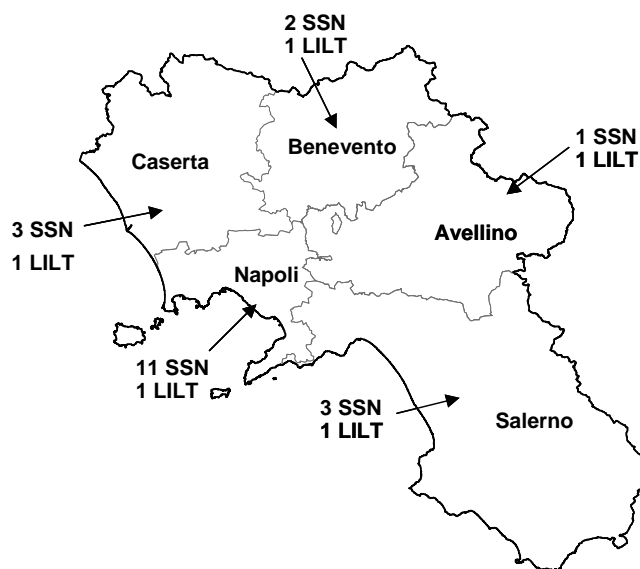 2 SSN
1 LILT
Benevento
1 SSN
1 LILT
Caserta
3 SSN
1 LILT
Avellino
Napoli
11 SSN
1 LILT
3 SSN
1 LILT
Salerno